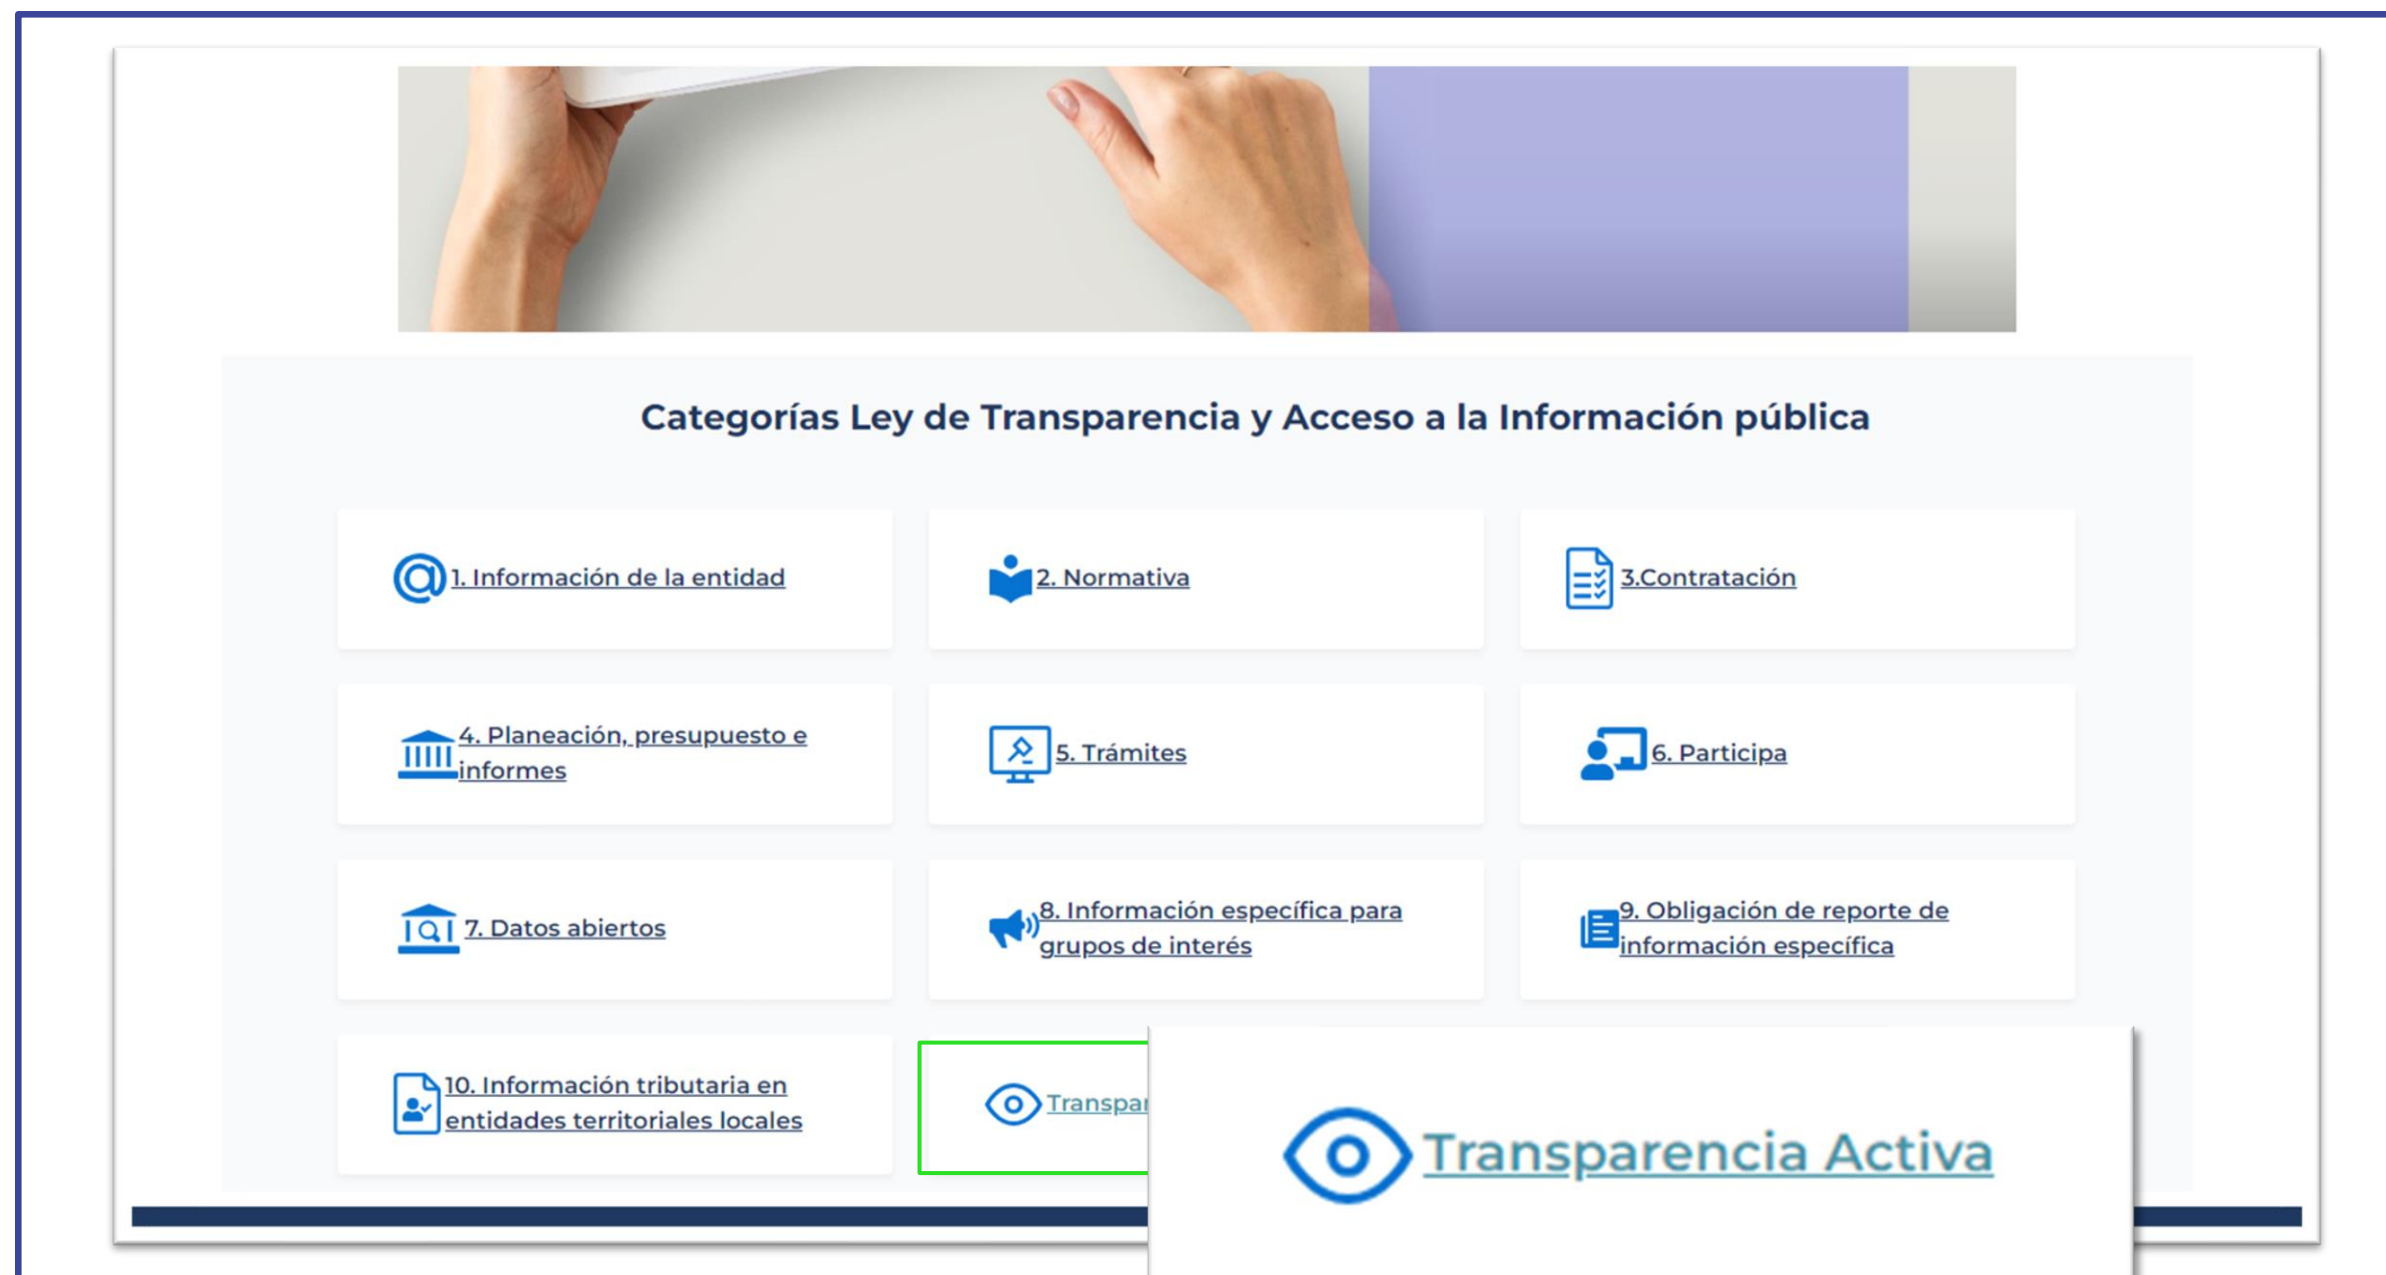 Categorías Ley de Transparencia y Acceso a la Información pública
1. Información de la entidad
2. Normativa
3.Contratación
4. Planeación, presupuesto e
informes
5. Trámites
6. Participa
7. Datos abiertos
8. Información específica para
grupos de interés
9. Obligación de reporte de
información específica
10. Información tributaria en
entidades territoriales locales
Transpar
Transparencia Activa